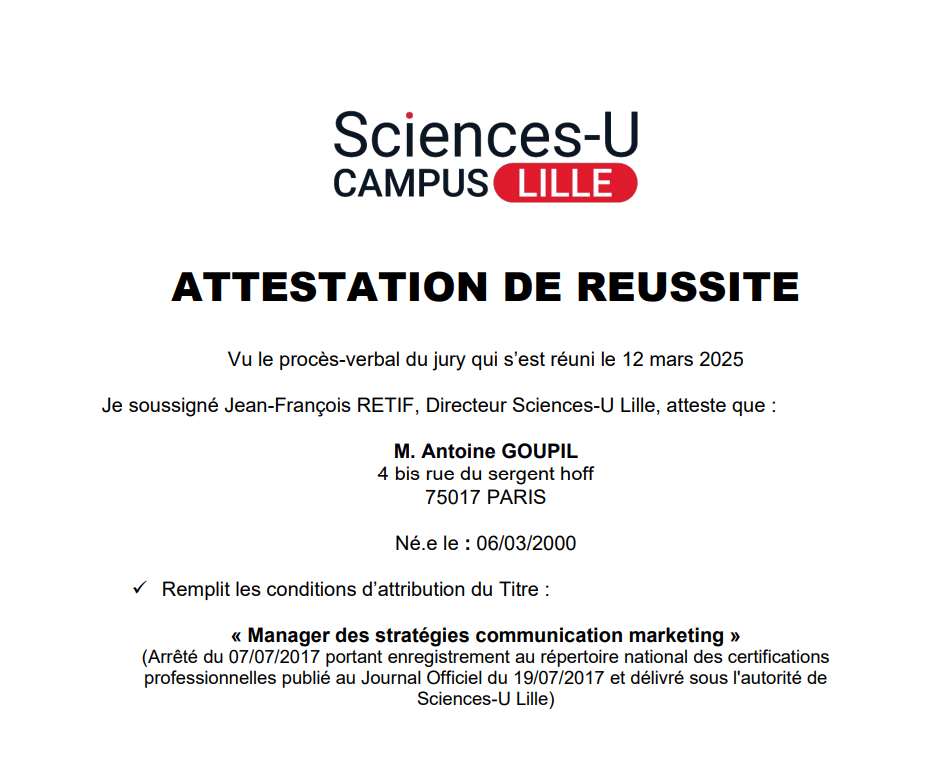 Sciences-U
CAMPUS LILLE
ATTESTATION DE REUSSITE
Vu le procès-verbal du jury qui s’est réuni le 12 mars 2025
Je soussigné Jean-François RETIF, Directeur Sciences-U Lille, atteste que :
M. Antoine GOUPIL
4 bis rue du sergent hoff
75017 PARIS
Né.e le : 06/03/2000
✓ Remplit les conditions d’attribution du Titre :
« Manager des stratégies communication marketing »
(Arrêté du 07/07/2017 portant enregistrement au répertoire national des certifications
professionnelles publié au Journal Officiel du 19/07/2017 et délivré sous l'autorité de
Sciences-U Lille)